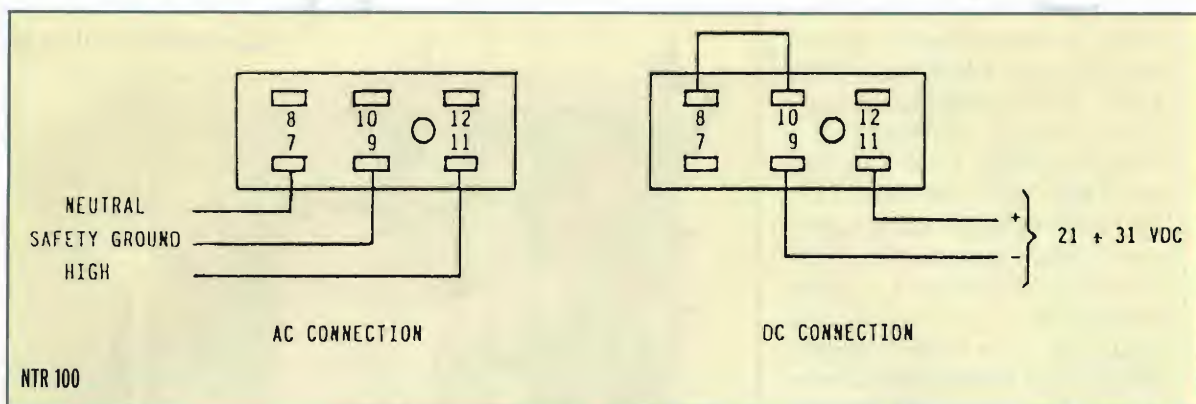 8 10 12
7 9 11
NEUTRAL
SAFETY GROUND
HIGH
AC CONNECTION
8 10 12
7 9 11
+
-
21 ÷ 31 VDC
DC CONNECTION
NTR 100